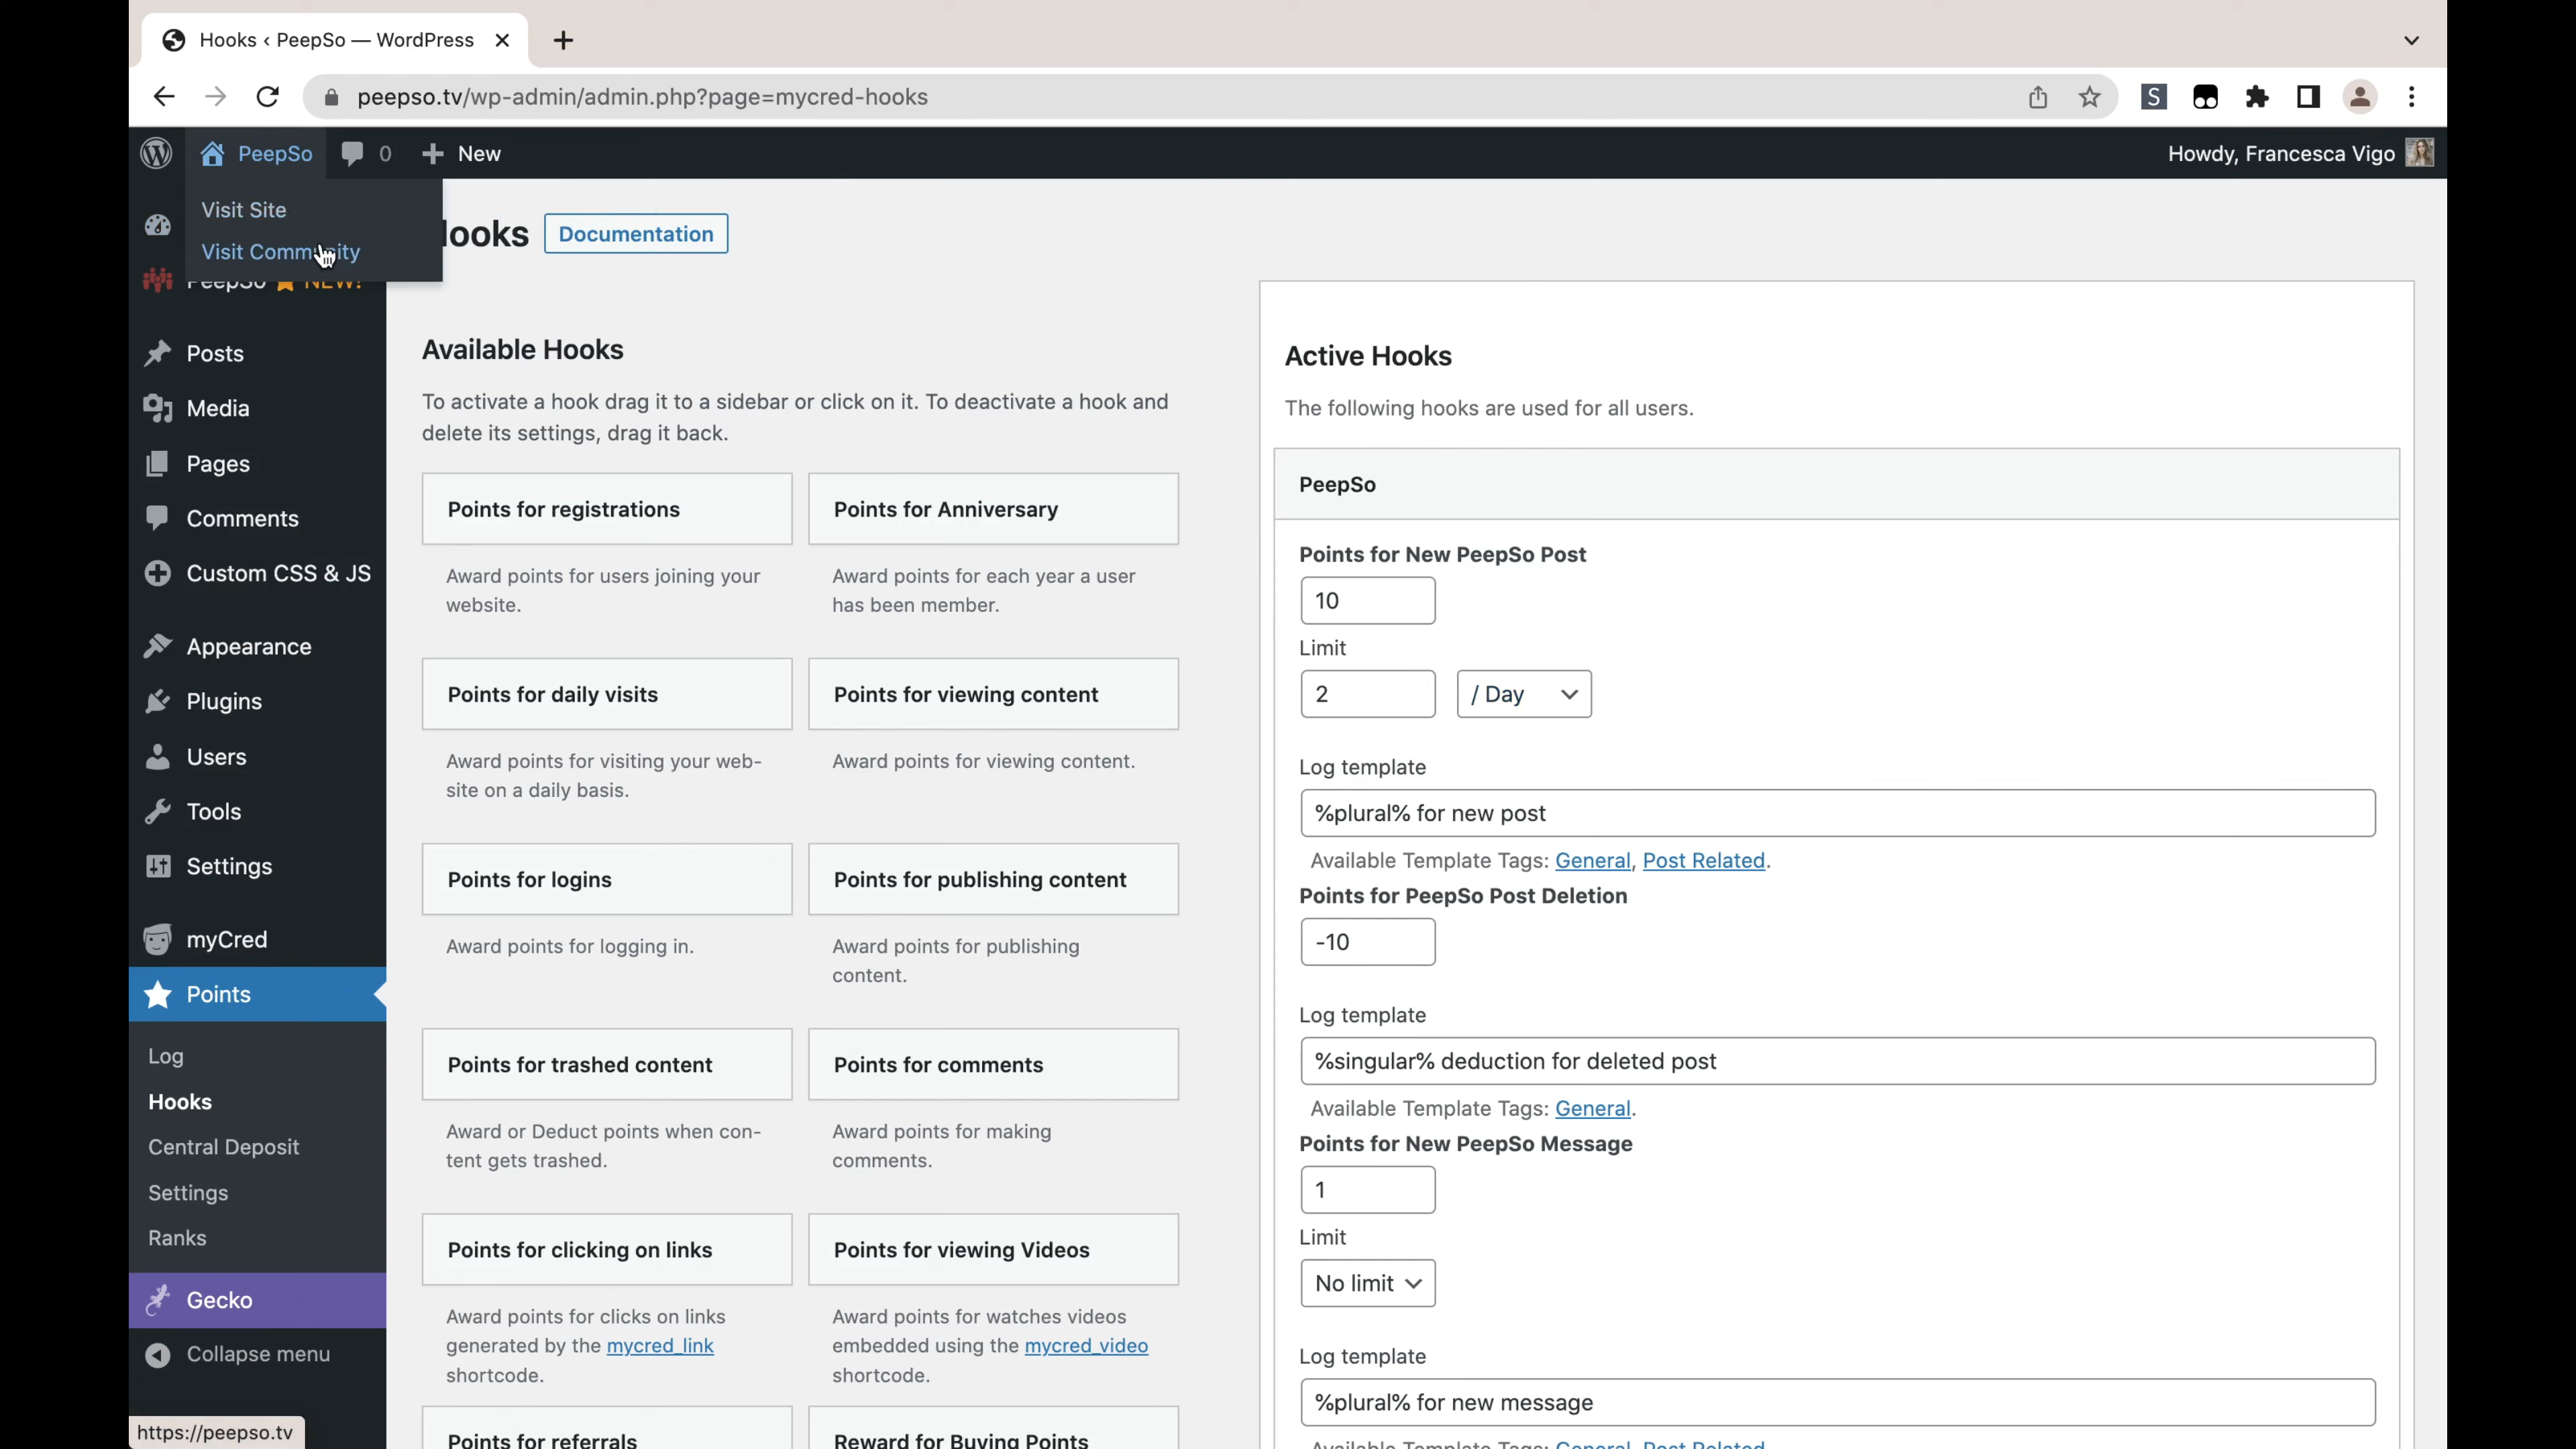 Hooks ‹ PeepSo — WordPress
peepso.tv/wp-admin/admin.php?page=mycred-hooks
PeepSo
0
New
Howdy, Francesca Vigo
Visit Site
Visit Community
PeepSo NEW!
Posts
Media
Pages
Comments
Custom CSS & JS
Appearance
Plugins
Users
Tools
Settings
myCred
Points
Log
Hooks
Central Deposit
Settings
Ranks
Gecko
Collapse menu
https://peepso.tv
ooks
Documentation
Available Hooks
To activate a hook drag it to a sidebar or click on it. To deactivate a hook and
delete its settings, drag it back.
Points for registrations
Award points for users joining your
website.
Points for Anniversary
Award points for each year a user
has been member.
Points for daily visits
Award points for visiting your web-
site on a daily basis.
Points for viewing content
Award points for viewing content.
Points for logins
Award points for logging in.
Points for publishing content
Award points for publishing
content.
Points for trashed content
Award or Deduct points when con-
tent gets trashed.
Points for comments
Award points for making
comments.
Points for clicking on links
Award points for clicks on links
generated by the mycred_link
shortcode.
Points for viewing Videos
Award points for watches videos
embedded using the mycred_video
shortcode.
Points for referrals
Reward for Buying Points
Active Hooks
The following hooks are used for all users.
PeepSo
Points for New PeepSo Post
10
Limit
2
/ Day
Log template
%plural% for new post
Available Template Tags: General, Post Related.
Points for PeepSo Post Deletion
-10
Log template
%singular% deduction for deleted post
Available Template Tags: General.
Points for New PeepSo Message
1
Limit
No limit
Log template
%plural% for new message
Available Template Tags: General, Post Related